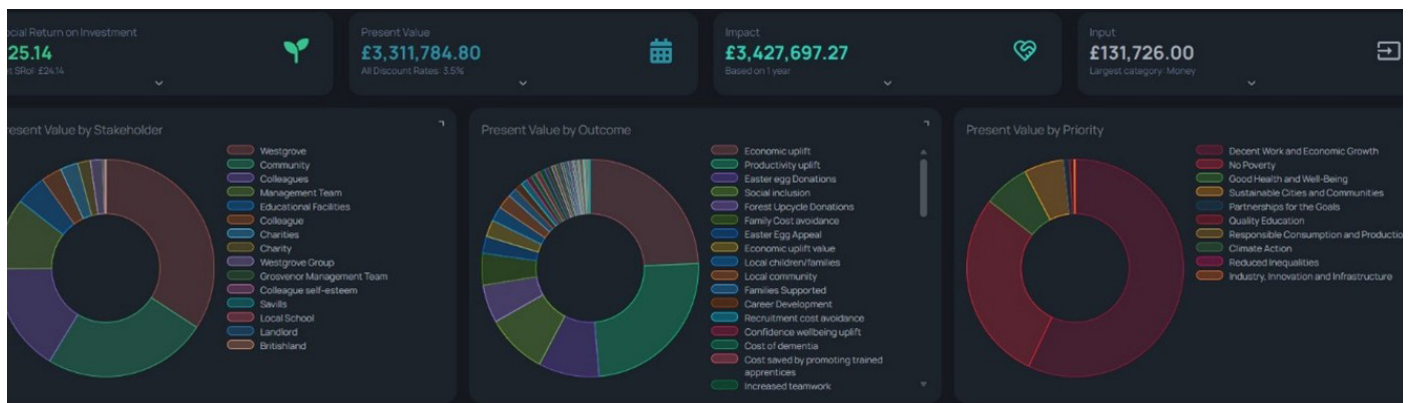 ocial Return on Investment
25.14
t SRoI: £24.14
Present Value
£3,311,784.80
All Discount Rates: 3.5%
Impact
£3,427,697.27
Based on 1 year
Input
£131,726.00
Largest category: Money
resent Value by Stakeholder
Westgrove
Community
Colleagues
Management Team
Educational Facilities
Colleague
Charities
Charity
Westgrove Group
Grosvenor Management Team
Colleague self-esteem
Savills
Local School
Landlord
Britishland
Present Value by Outcome
Economic uplift
Productivity uplift
Easter egg Donations
Social inclusion
Forest Upcycle Donations
Family Cost avoidance
Easter Egg Appeal
Economic uplift value
Local children/families
Local community
Families Supported
Career Development
Recruitment cost avoidance
Confidence wellbeing uplift
Cost of dementia
Cost saved by promoting trained
apprentices
Increased teamwork
Present Value by Priority
Decent Work and Economic Growth
No Poverty
Good Health and Well-Being
Sustainable Cities and Communities
Partnerships for the Goals
Quality Education
Responsible Consumption and Productio
Climate Action
Reduced Inequalities
Industry, Innovation and Infrastructure